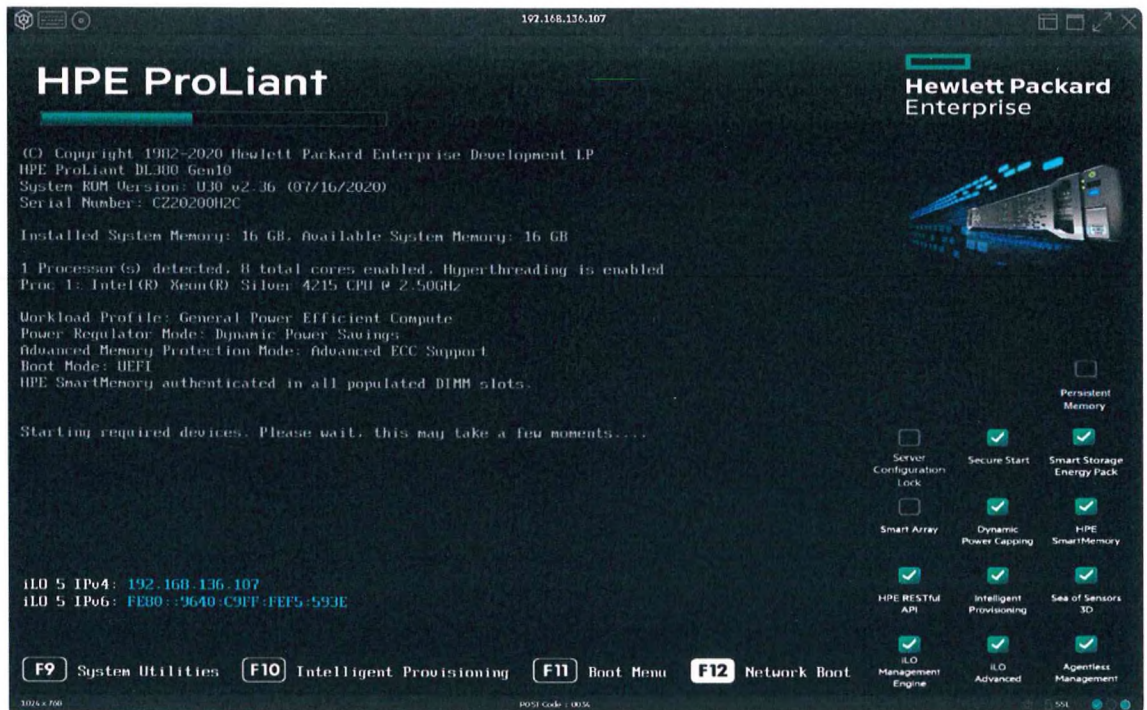 192.168.136.107
HPE ProLiant
Hewlett Packard
Enterprise
(C) Copyright 1982-2020 Hewlett Packard Enterprise Development LP
HPE ProLiant DL380 Gen10
System ROM Version: U30 v2.36 (07/16/2020)
Serial Number: CZ20200H2C
Installed System Memory: 16 GB, Available System Memory: 16 GB
1 Processor(s) detected, 8 total cores enabled, Hyperthreading is enabled
Proc 1: Intel(R) Xeon(R) Silver 4215 CPU @ 2.50GHz
Workload Profile: General Power Efficient Compute
Power Regulator Mode: Dynamic Power Savings
Advanced Memory Protection Mode: Advanced ECC Support
Boot Mode: UEFI
HPE SmartMemory authenticated in all populated DIMM slots.
Starting required devices. Please wait, this may take a few moments....
Persistent
Memory
Server
Configuration
Lock
Secure Start
Smart Storage
Energy Pack
Smart Array
Dynamic
Power Capping
HPE
SmartMemory
HPE RESTful
API
Intelligent
Provisioning
Sea of Sensors
3D
iLO
Management
Engine
iLO
Advanced
Agentless
Management
iLO 5 IPv4: 192.168.136.107
iLO 5 IPv6: FE80::9640:C9FF:FEF5:593E
F9 System Utilities F10 Intelligent Provisioning F11 Boot Menu F12 Network Boot
1024 x 768 POST Code : 0034 SSL